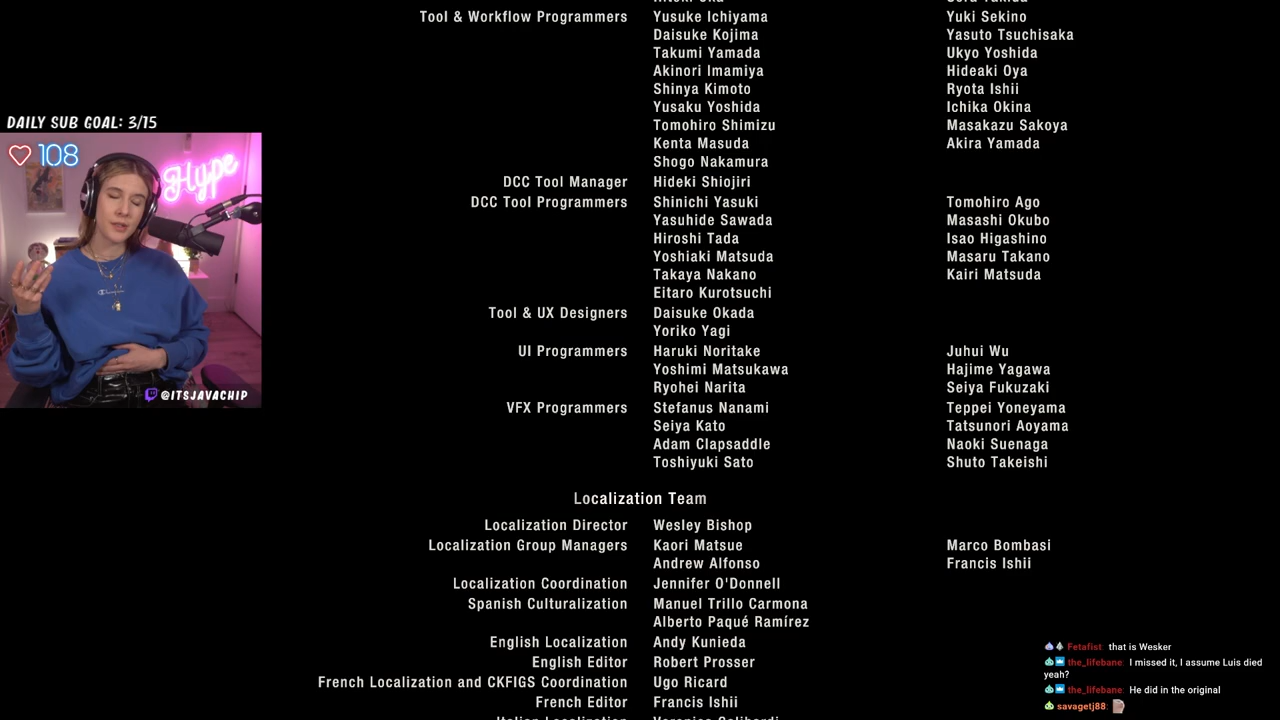 Tool & Workflow Programmers Yusuke Ichiyama Yuki Sekino
Daisuke Kojima Yasuto Tsuchisaka
Takumi Yamada Ukyo Yoshida
Akinori Imamiya Hideaki Oya
Shinya Kimoto Ryota Ishii
Yusaku Yoshida Ichika Okina
Tomohiro Shimizu Masakazu Sakoya
Kenta Masuda Akira Yamada
Shogo Nakamura
DCC Tool Manager Hideki Shiojiri
DCC Tool Programmers Shinichi Yasuki Tomohiro Ago
Yasuhide Sawada Masashi Okubo
Hiroshi Tada Isao Higashino
Yoshiaki Matsuda Masaru Takano
Takaya Nakano Kairi Matsuda
Eitaro Kurotsuchi
Tool & UX Designers Daisuke Okada
Yoriko Yagi
UI Programmers Haruki Noritake Juhui Wu
Yoshimi Matsukawa Hajime Yagawa
Ryohei Narita Seiya Fukuzaki
VFX Programmers Stefanus Nanami Teppei Yoneyama
Seiya Kato Tatsunori Aoyama
Adam Clapsaddle Naoki Suenaga
Toshiyuki Sato Shuto Takeishi
Localization Team
Localization Director Wesley Bishop
Localization Group Managers Kaori Matsue Marco Bombasi
Andrew Alfonso Francis Ishii
Localization Coordination Jennifer O'Donnell
Spanish Culturalization Manuel Trillo Carmona
Alberto Paqué Ramírez
English Localization Andy Kunieda
English Editor Robert Prosser
French Localization and CKFIGS Coordination Ugo Ricard
French Editor Francis Ishii
DAILY SUB GOAL: 3/15
108
Hype
Champion
@ITSJAVACHIP
Fetafist: that is Wesker
the_lifebane: I missed it, I assume Luis died
yeah?
the_lifebane: He did in the original
savagetj88: